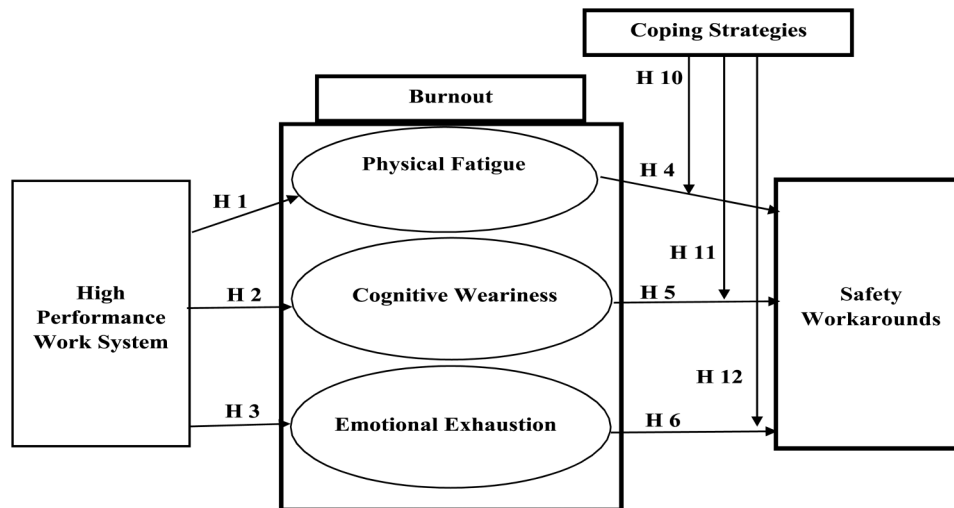 Coping Strategies
H 10
Burnout
Physical Fatigue
H 4
H 1
H 11
High
Performance
Work System
H 2
Cognitive Weariness
H 5
Safety
Workarounds
H 12
H 3
Emotional Exhaustion
H 6